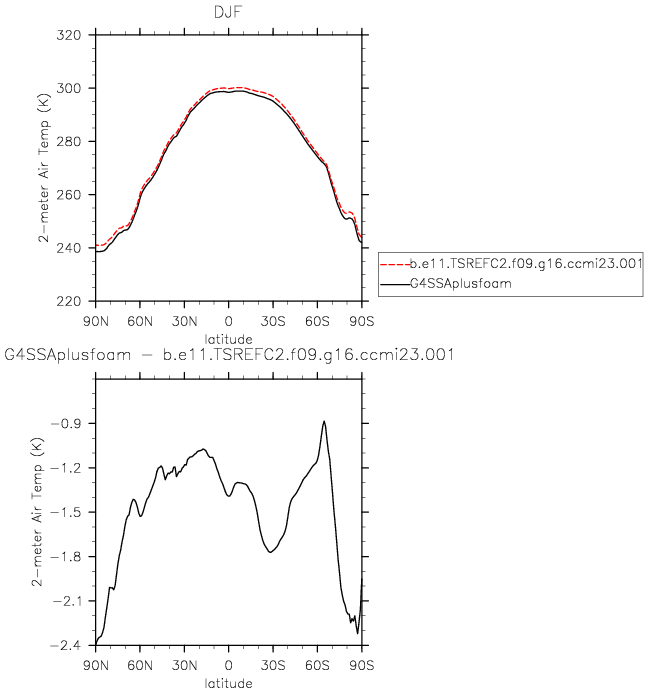 DJF
320
300
280
260
240
220
2-meter Air Temp (K)
90N 60N 30N 0 30S 60S 90S
latitude
b.e11.TSREFC2.f09.g16.ccmi23.001
G4SSAplusfoam
G4SSAplusfoam - b.e11.TSREFC2.f09.g16.ccmi23.001
-0.9
-1.2
-1.5
-1.8
-2.1
-2.4
2-meter Air Temp (K)
90N 60N 30N 0 30S 60S 90S
latitude